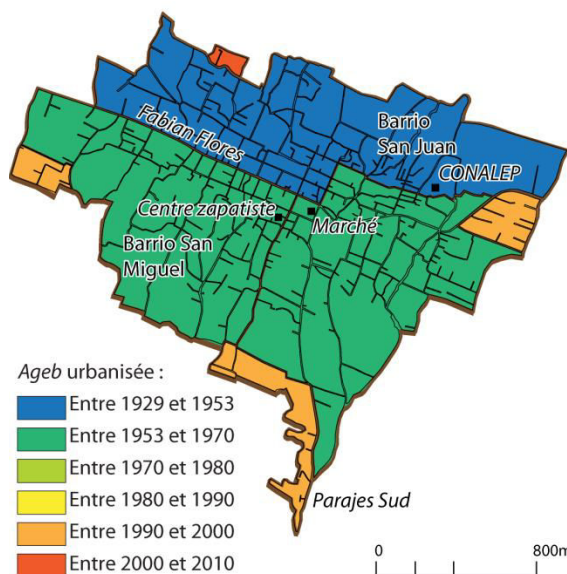 Barrio
San Juan
Fabian Flores
CONALEP
Centre zapatiste
Marché
Barrio San
Miguel
Ageb urbanisée :
Entre 1929 et 1953
Entre 1953 et 1970
Entre 1970 et 1980
Entre 1980 et 1990
Entre 1990 et 2000
Entre 2000 et 2010
Parajes Sud
0 800m